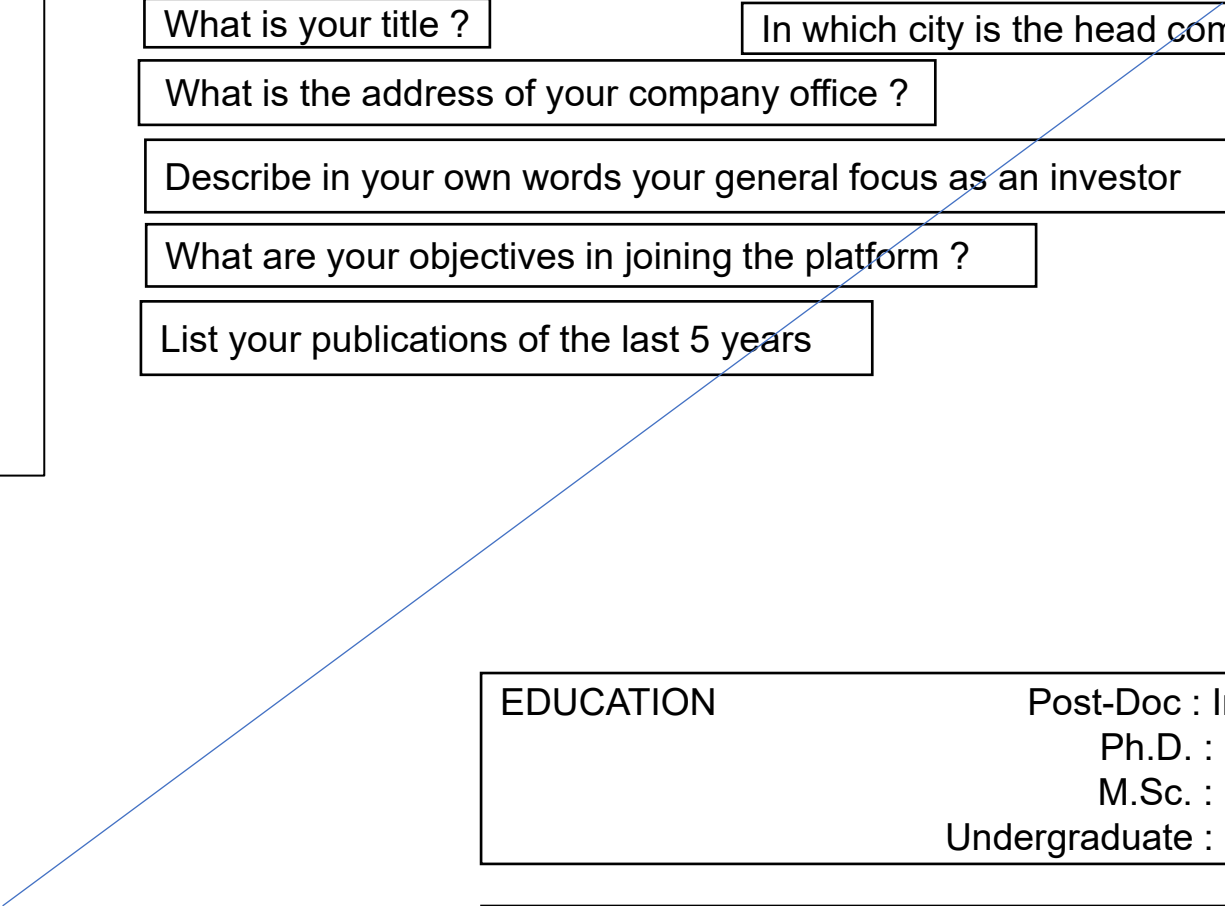 What is your title ?
In which city is the head
What is the address of your company office ?
Describe in your own words your general focus as an investor
What are your objectives in joining the platform ?
List your publications of the last 5 years
EDUCATION Post-Doc :
Ph.D. :
M.Sc. :
Undergraduate :